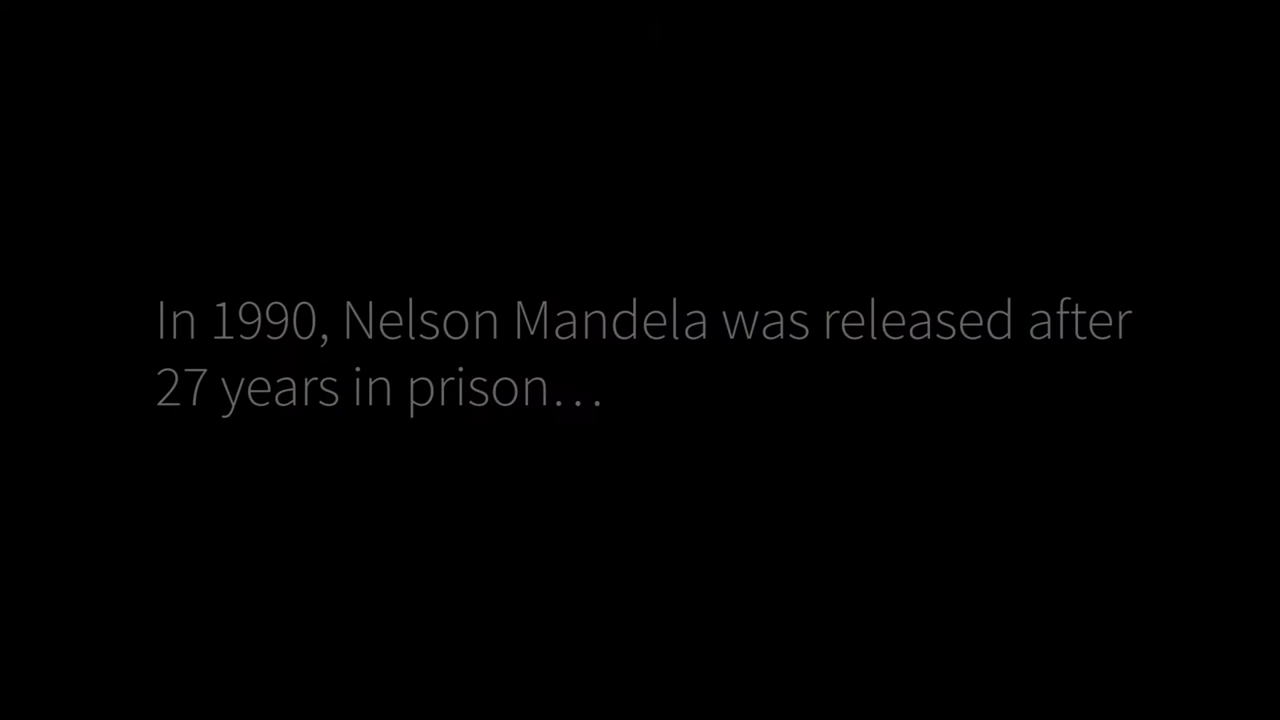 In 1990, Nelson Mandela was released after
27 years in prison…